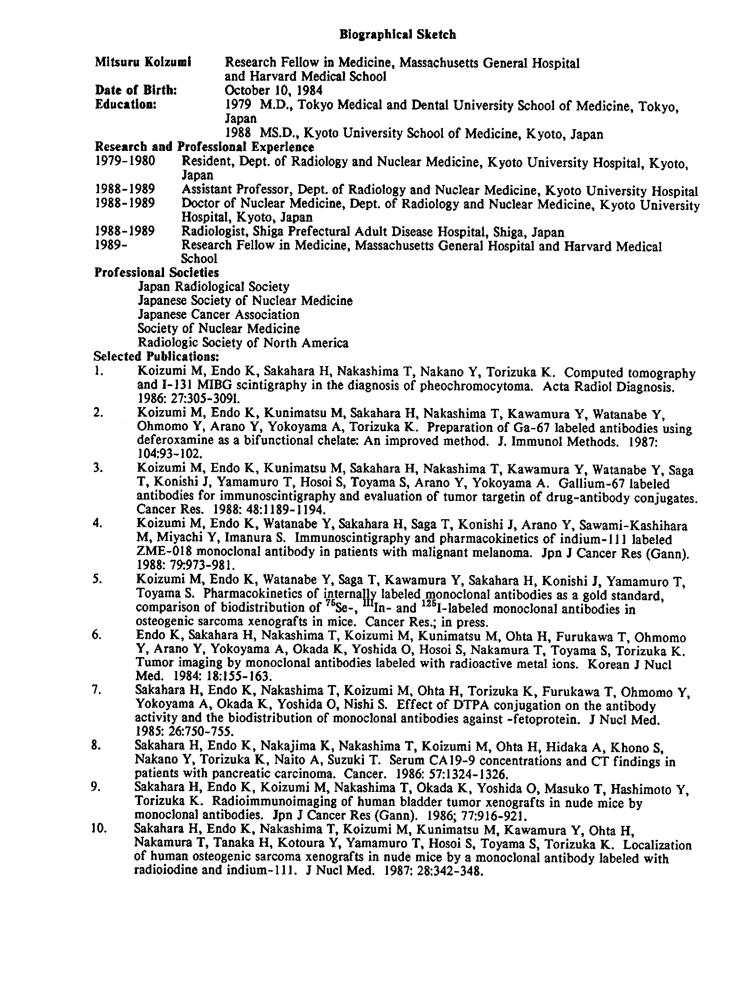 Biographical Sketch
Mitsuru Koizumi Research Fellow in Medicine, Massachusetts General Hospital
and Harvard Medical School
Date of Birth: October 10, 1984
Education: 1979 M.D., Tokyo Medical and Dental University School of Medicine, Tokyo,
Japan
1988 MS.D., Kyoto University School of Medicine, Kyoto, Japan
Research and Professional Experience
1979-1980 Resident, Dept. of Radiology and Nuclear Medicine, Kyoto University Hospital, Kyoto,
Japan
1988-1989 Assistant Professor, Dept. of Radiology and Nuclear Medicine, Kyoto University Hospital
1988-1989 Doctor of Nuclear Medicine, Dept. of Radiology and Nuclear Medicine, Kyoto University
Hospital, Kyoto, Japan
1988-1989 Radiologist, Shiga Prefectural Adult Disease Hospital, Shiga, Japan
1989- Research Fellow in Medicine, Massachusetts General Hospital and Harvard Medical
School
Professional Societies
Japan Radiological Society
Japanese Society of Nuclear Medicine
Japanese Cancer Association
Society of Nuclear Medicine
Radiologic Society of North America
Selected Publications:
1. Koizumi M, Endo K, Sakahara H, Nakashima T, Nakano Y, Torizuka K. Computed tomography
and I-131 MIBG scintigraphy in the diagnosis of pheochromocytoma. Acta Radiol Diagnosis.
1986: 27:305-3091.
2. Koizumi M, Endo K, Kunimatsu M, Sakahara H, Nakashima T, Kawamura Y, Watanabe Y,
Ohmomo Y, Arano Y, Yokoyama A, Torizuka K. Preparation of Ga-67 labeled antibodies using
deferoxamine as a bifunctional chelate: An improved method. J. Immunol Methods. 1987:
104:93-102.
3. Koizumi M, Endo K, Kunimatsu M, Sakahara H, Nakashima T, Kawamura Y, Watanabe Y, Saga
T, Konishi J, Yamamuro T, Hosoi S, Toyama S, Arano Y, Yokoyama A. Gallium-67 labeled
antibodies for immunoscintigraphy and evaluation of tumor targetin of drug-antibody conjugates.
Cancer Res. 1988: 48:1189-1194.
4. Koizumi M, Endo K, Watanabe Y, Sakahara H, Saga T, Konishi J, Arano Y, Sawami-Kashihara
M, Miyachi Y, Imanura S. Immunoscintigraphy and pharmacokinetics of indium-111 labeled
ZME-018 monoclonal antibody in patients with malignant melanoma. Jpn J Cancer Res (Gann).
1988: 79:973-981.
5. Koizumi M, Endo K, Watanabe Y, Saga T, Kawamura Y, Sakahara H, Konishi J, Yamamuro T,
Toyama S. Pharmacokinetics of internally labeled monoclonal antibodies as a gold standard,
comparison of biodistribution of 75Se-, 111In- and 125I-labeled monoclonal antibodies in
osteogenic sarcoma xenografts in mice. Cancer Res.; in press.
6. Endo K, Sakahara H, Nakashima T, Koizumi M, Kunimatsu M, Ohta H, Furukawa T, Ohmomo
Y, Arano Y, Yokoyama A, Okada K, Yoshida O, Hosoi S, Nakamura T, Toyama S, Torizuka K.
Tumor imaging by monoclonal antibodies labeled with radioactive metal ions. Korean J Nucl
Med. 1984: 18:155-163.
7. Sakahara H, Endo K, Nakashima T, Koizumi M, Ohta H, Torizuka K, Furukawa T, Ohmomo Y,
Yokoyama A, Okada K, Yoshida O, Nishi S. Effect of DTPA conjugation on the antibody
activity and the biodistribution of monoclonal antibodies against -fetoprotein. J Nucl Med.
1985: 26:750-755.
8. Sakahara H, Endo K, Nakajima K, Nakashima T, Koizumi M, Ohta H, Hidaka A, Khono S,
Nakano Y, Torizuka K, Naito A, Suzuki T. Serum CA19-9 concentrations and CT findings in
patients with pancreatic carcinoma. Cancer. 1986: 57:1324-1326.
9. Sakahara H, Endo K, Koizumi M, Nakashima T, Okada K, Yoshida O, Masuko T, Hashimoto Y,
Torizuka K. Radioimmunoimaging of human bladder tumor xenografts in nude mice by
monoclonal antibodies. Jpn J Cancer Res (Gann). 1986; 77:916-921.
10. Sakahara H, Endo K, Nakashima T, Koizumi M, Kunimatsu M, Kawamura Y, Ohta H,
Nakamura T, Tanaka H, Kotoura Y, Yamamuro T, Hosoi S, Toyama S, Torizuka K. Localization
of human osteogenic sarcoma xenografts in nude mice by a monoclonal antibody labeled with
radioiodine and indium-111. J Nucl Med. 1987: 28:342-348.